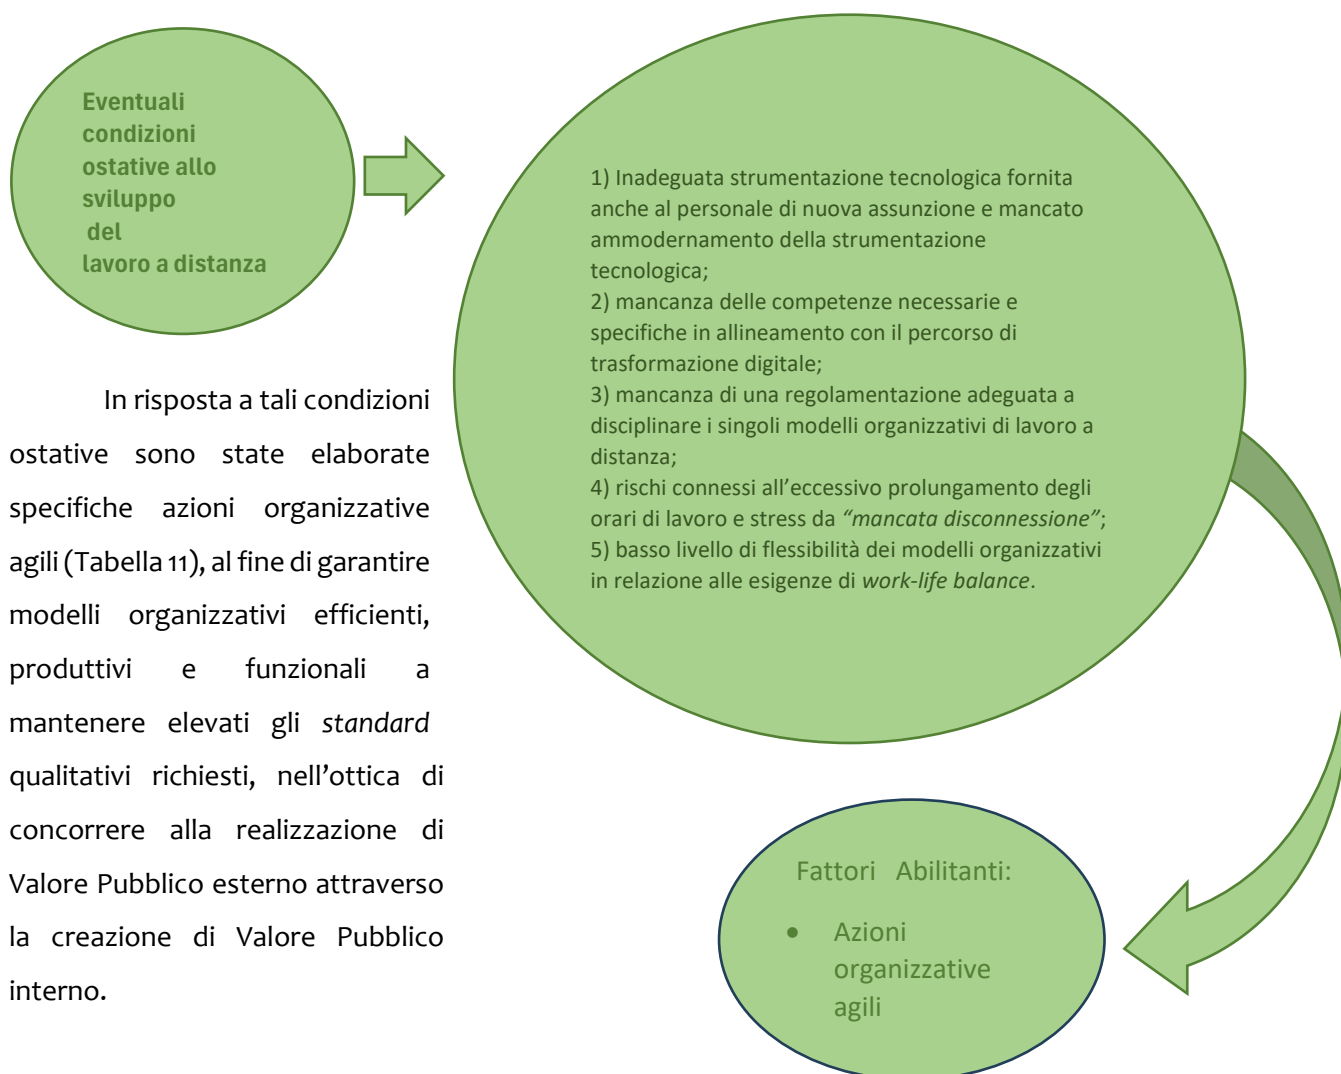 Eventuali
condizioni
ostative allo
sviluppo
del
lavoro a distanza
1) Inadeguata strumentazione tecnologica fornita
anche al personale di nuova assunzione e mancato
ammodernamento della strumentazione
tecnologica;
2) mancanza delle competenze necessarie e
specifiche in allineamento con il percorso di
trasformazione digitale;
3) mancanza di una regolamentazione adeguata a
disciplinare i singoli modelli organizzativi di lavoro a
distanza;
4) rischi connessi all’eccessivo prolungamento degli
orari di lavoro e stress da “mancata disconnessione”;
5) basso livello di flessibilità dei modelli organizzativi
in relazione alle esigenze di work-life balance.
In risposta a tali condizioni
ostative sono state elaborate
specifiche azioni organizzative
agili (Tabella 11), al fine di garantire
modelli organizzativi efficienti,
produttivi e funzionali a
mantenere elevati gli standard
qualitativi richiesti, nell’ottica di
concorrere alla realizzazione di
Valore Pubblico esterno attraverso
la creazione di Valore Pubblico
interno.
Fattori Abilitanti:
• Azioni
organizzative
agili